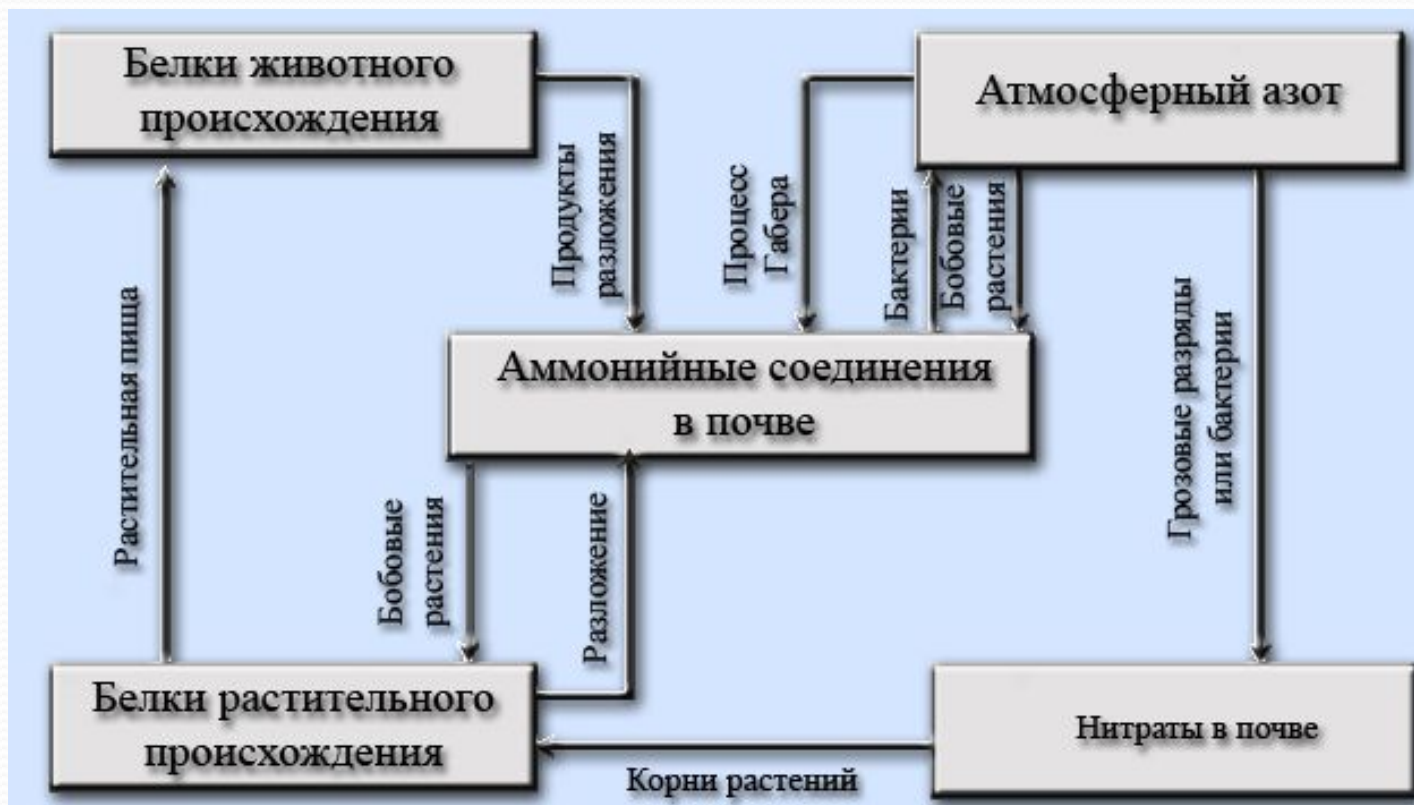 Белки животного
происхождения
Атмосферный азот
Продукты
разложения
Процесс
Габера
Бактерии
Бобовые
растения
Растительная пища
Аммонийные соединения
в почве
Грозовые разряды
или бактерии
Бобовые
растения
Разложение
Белки растительного
происхождения
Нитраты в почве
Корни растений